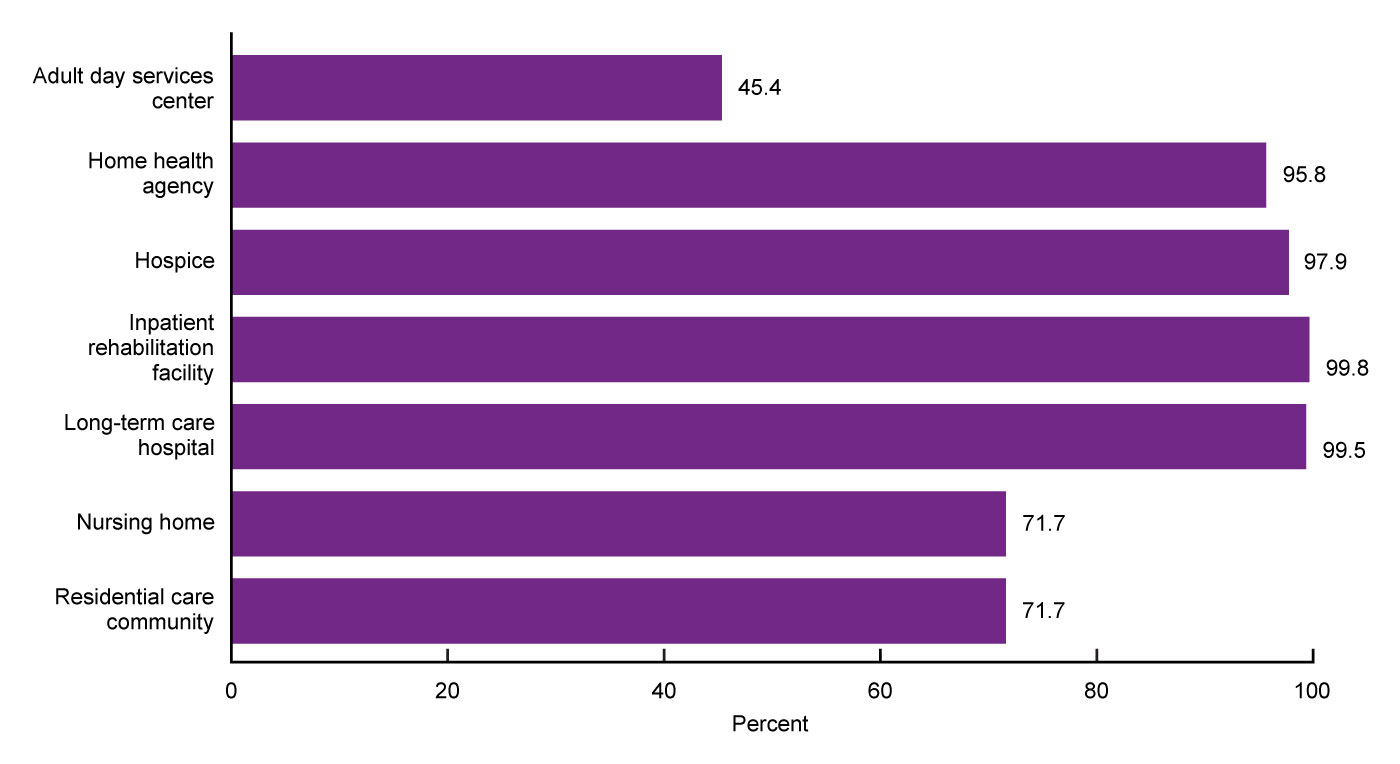 Adult day services
center
45.4
Home health
agency
95.8
Hospice
97.9
Inpatient
rehabilitation
facility
99.8
Long-term care
hospital
99.5
Nursing home
71.7
Residential care
community
71.7
0 20 40 60 80 100
Percent